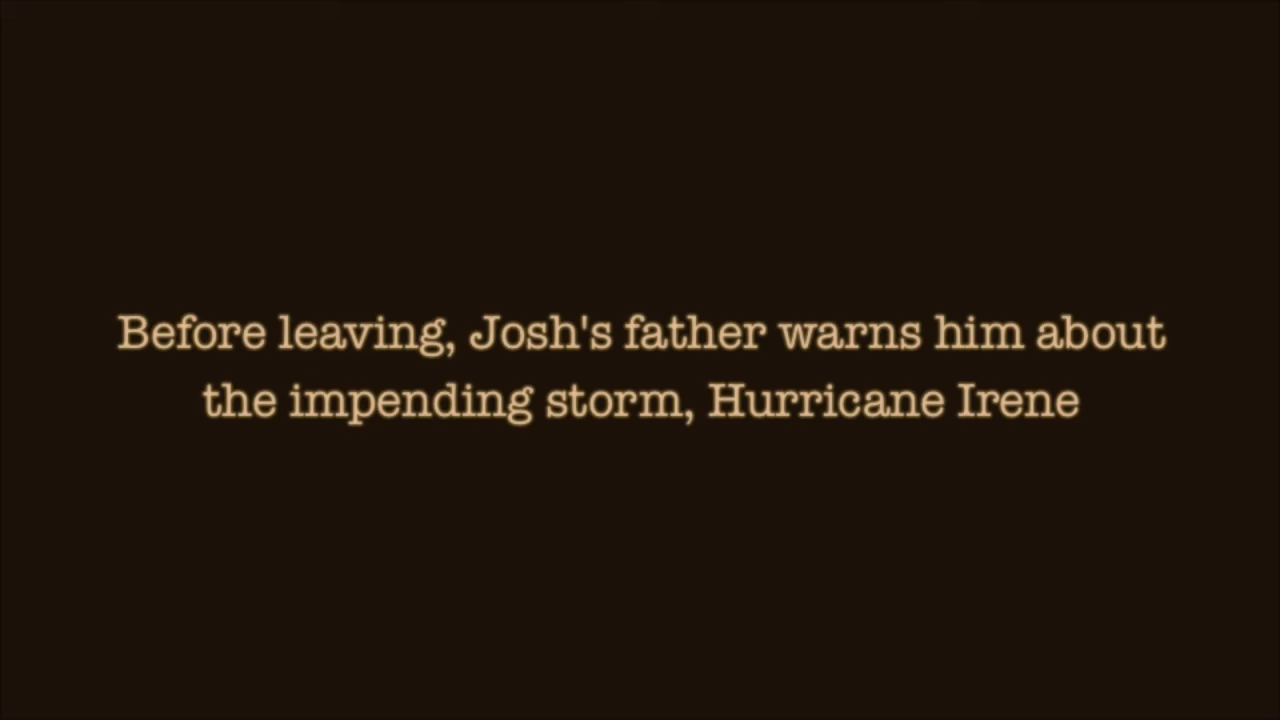 Before leaving, Josh's father warns him about
the impending storm, Hurricane Irene